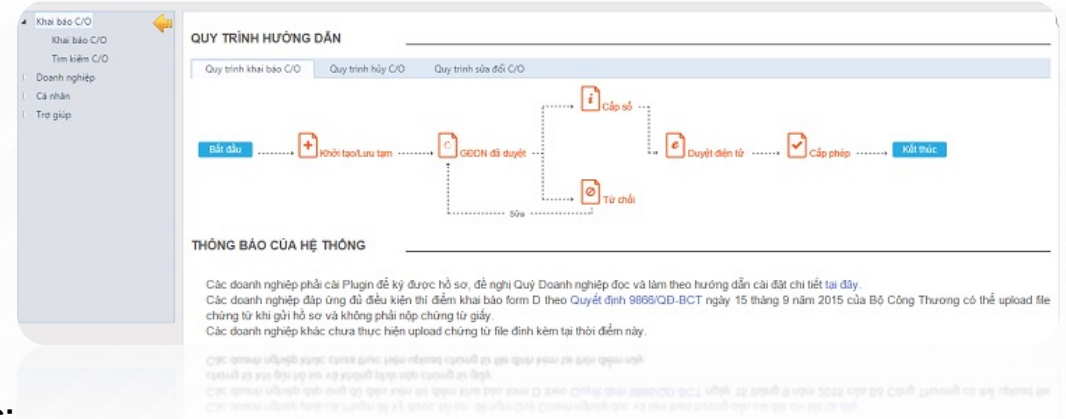 Khai báo C/O
Khai báo C/O
Tìm kiếm C/O
Doanh nghiệp
Cá nhân
Trợ giúp
QUY TRÌNH HƯỚNG DẪN
Quy trình khai báo C/O Quy trình hủy C/O Quy trình sửa đổi C/O
Cấp số
Bắt đầu Khởi tạo/Lưu tạm GĐDN đã duyệt Duyệt điện tử Cấp phép Kết thúc
Từ chối
Sửa
THÔNG BÁO CỦA HỆ THỐNG
Các doanh nghiệp phải cài Plugin để ký được hồ sơ, đề nghị Quý Doanh nghiệp đọc và làm theo hướng dẫn cài đặt chi tiết tại đây.
Các doanh nghiệp đáp ứng đủ điều kiện thí điểm khai báo form D theo Quyết định 9866/QĐ-BCT ngày 15 tháng 9 năm 2015 của Bộ Công Thương có thể upload file
chứng từ khi gửi hồ sơ và không phải nộp chứng từ giấy.
Các doanh nghiệp khác chưa thực hiện upload chứng từ file đính kèm tại thời điểm này.